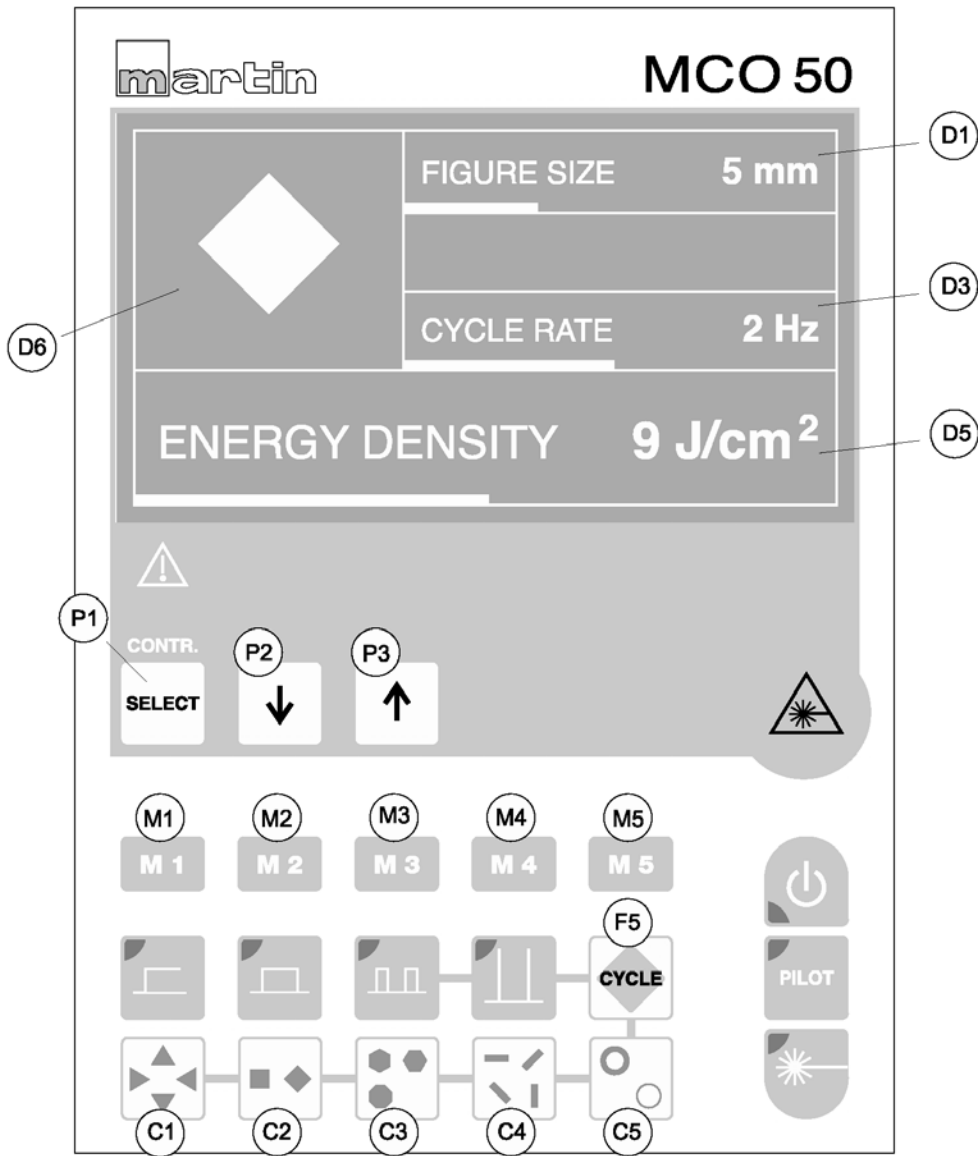 martin
MCO 50
D1
FIGURE SIZE 5 mm
D3
CYCLE RATE 2 Hz
D6
D5
ENERGY DENSITY 9 J/cm²
P1
CONTR.
P2
P3
SELECT
↓
↑
M1
M2
M3
M4
M5
M 1
M 2
M 3
M 4
M 5
F5
CYCLE
PILOT
C1
C2
C3
C4
C5